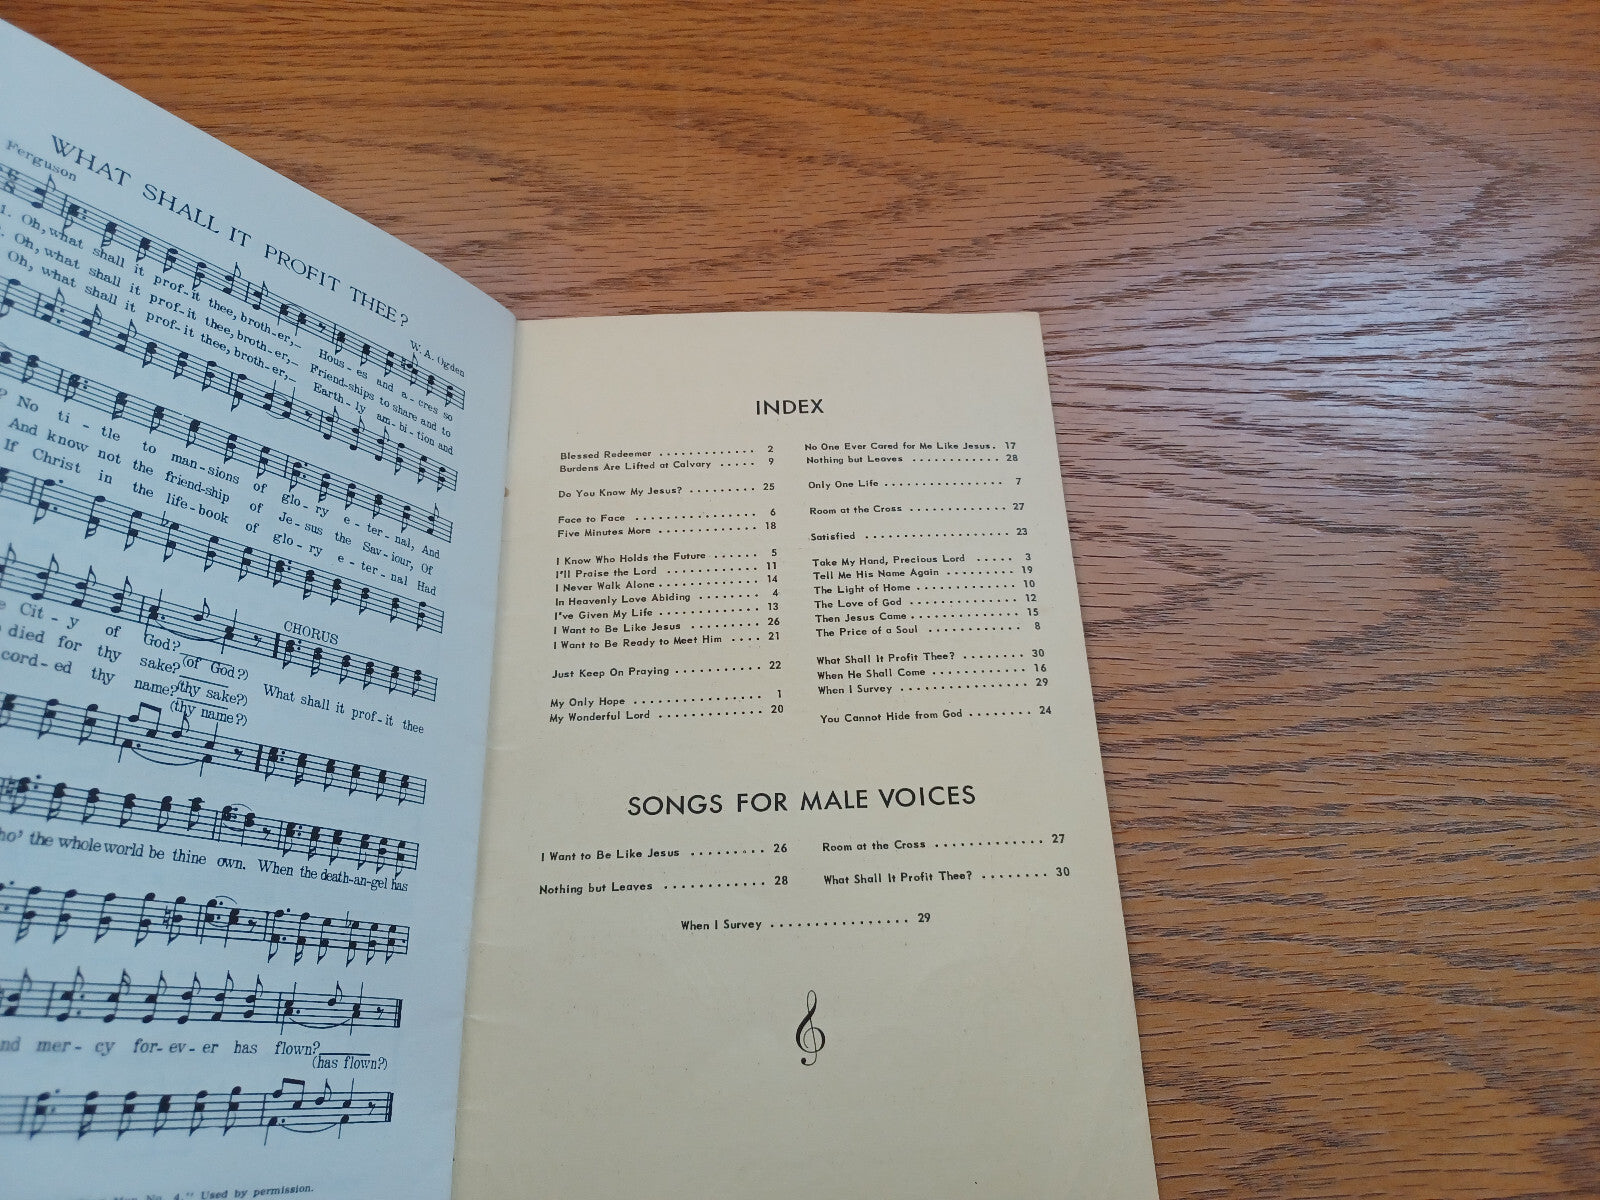 WHAT SHALL IT PROFIT THEE?
Ferguson
W. A. Ogden
1. Oh, what shall it prof-it thee, broth-er,_ Hous-es and a-cres so
Oh, what shall it prof-it thee, broth-er,_ Friend-ships to share and to
Oh, what shall it prof-it thee, broth-er,_ Earth-ly am-bi-tion and
? No ti-tle to man-sions of glo-ry e-ter-nal, And
And know not the friend-ship of Je-sus the Sav-iour, Of
If Christ in the life-book of glo-ry e-ter-nal Had
CHORUS
City of God? (of God?) What shall it prof-it thee
died for thy sake? (thy sake?)
cord-ed thy name? (thy name?)
the whole world be thine own. When the death-an-gel has
mer-cy for-ev-er has flown?
(has flown?)
No. 4." Used by permission.
INDEX
Blessed Redeemer . . . . . . . . . . . . . 2
Burdens Are Lifted at Calvary . . . . . 9
Do You Know My Jesus? . . . . . . . . . 25
Face to Face . . . . . . . . . . . . . . . 6
Five Minutes More . . . . . . . . . . . . 18
I Know Who Holds the Future . . . . . . 5
I'll Praise the Lord . . . . . . . . . . . 11
I Never Walk Alone . . . . . . . . . . . . 14
In Heavenly Love Abiding . . . . . . . . 4
I've Given My Life . . . . . . . . . . . . 13
I Want to Be Like Jesus . . . . . . . . . 26
I Want to Be Ready to Meet Him . . . . 21
Just Keep On Praying . . . . . . . . . . . 22
My Only Hope . . . . . . . . . . . . . . . 1
My Wonderful Lord . . . . . . . . . . . . 20
No One Ever Cared for Me Like Jesus . 17
Nothing but Leaves . . . . . . . . . . . . 28
Only One Life . . . . . . . . . . . . . . . 7
Room at the Cross . . . . . . . . . . . . 27
Satisfied . . . . . . . . . . . . . . . . . 23
Take My Hand, Precious Lord . . . . . 3
Tell Me His Name Again . . . . . . . . . 19
The Light of Home . . . . . . . . . . . . 10
The Love of God . . . . . . . . . . . . . 12
Then Jesus Came . . . . . . . . . . . . . 15
The Price of a Soul . . . . . . . . . . . 8
What Shall It Profit Thee? . . . . . . . . 30
When He Shall Come . . . . . . . . . . . 16
When I Survey . . . . . . . . . . . . . . . 29
You Cannot Hide from God . . . . . . . . 24
SONGS FOR MALE VOICES
I Want to Be Like Jesus . . . . . . . . . 26
Room at the Cross . . . . . . . . . . . . . 27
Nothing but Leaves . . . . . . . . . . . . 28
What Shall It Profit Thee? . . . . . . . . 30
When I Survey . . . . . . . . . . . . . . . . 29